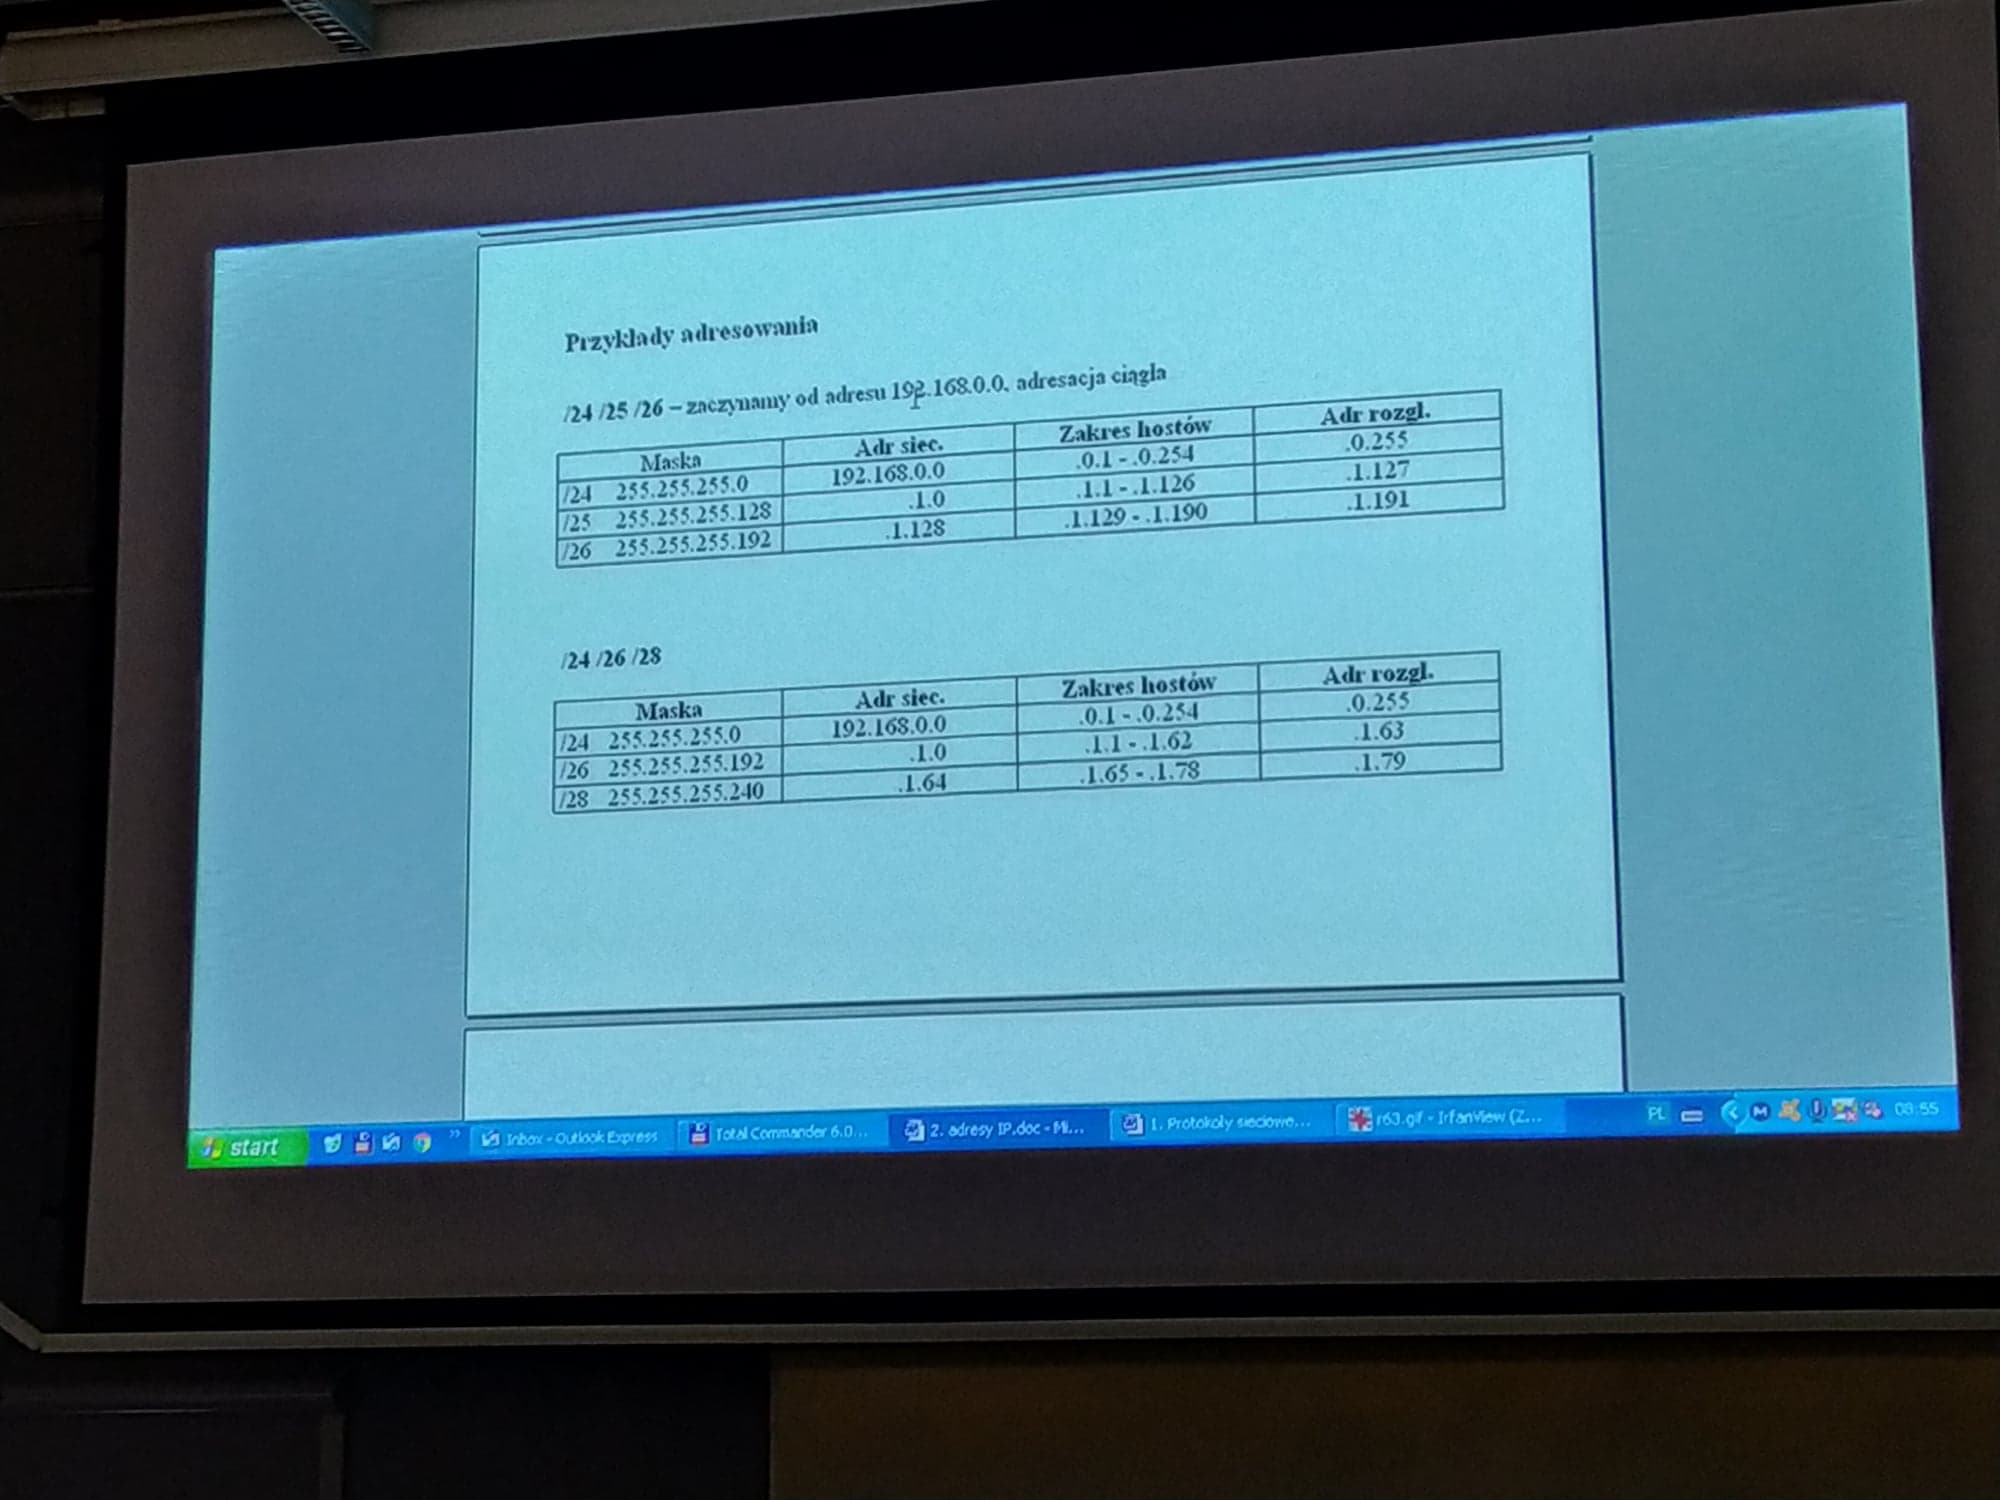 Przykłady adresowania
/24 /25 /26 – zaczynamy od adresu 192.168.0.0, adresacja ciągła
Maska Adr siec. Zakres hostów Adr rozgł.
/24 255.255.255.0 192.168.0.0 .0.1 - .0.254 .0.255
/25 255.255.255.128 .1.0 .1.1 - .1.126 .1.127
/26 255.255.255.192 .1.128 .1.129 - .1.190 .1.191
/24 /26 /28
Maska Adr siec. Zakres hostów Adr rozgł.
/24 255.255.255.0 192.168.0.0 .0.1 - .0.254 .0.255
/26 255.255.255.192 .1.0 .1.1 - .1.62 .1.63
/28 255.255.255.240 .1.64 .1.65 - .1.78 .1.79
start » Inbox - Outlook Express Total Commander 6.0... 2. adresy IP.doc - Mi... 1. Protokoły sieciowe... r63.gif - IrfanView (Z... PL M 08:55